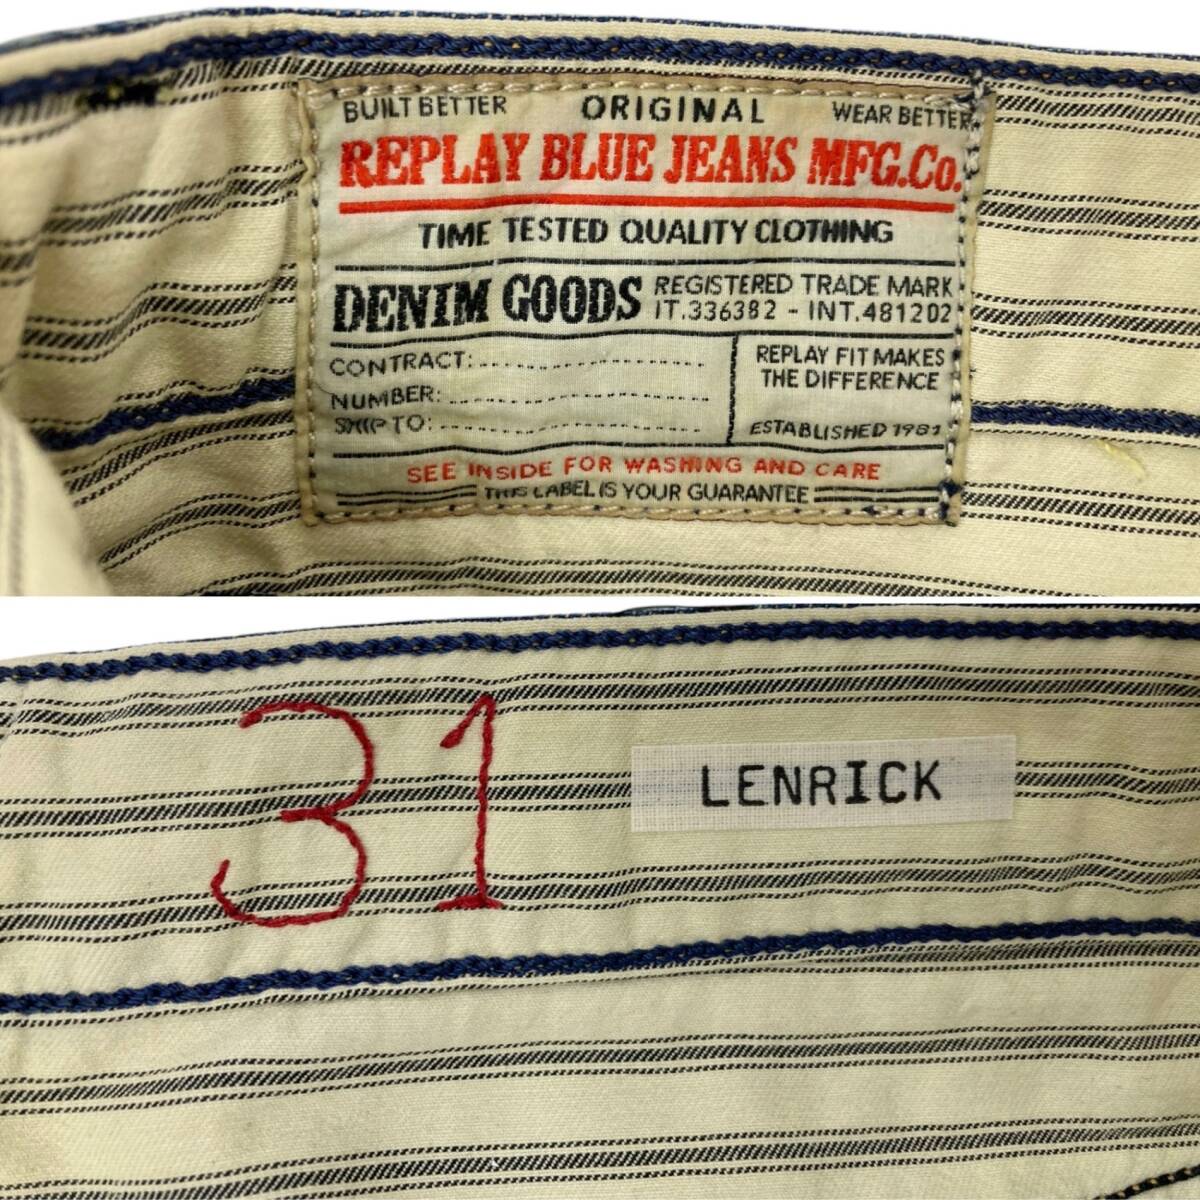 BUILT BETTER ORIGINAL WEAR BETTER
REPLAY BLUE JEANS MFG.Co.
TIME TESTED QUALITY CLOTHING
DENIM GOODS REGISTERED TRADE MARK
IT.336382 - INT.481202
CONTRACT:
NUMBER:
SHIP TO:
REPLAY FIT MAKES
THE DIFFERENCE
ESTABLISHED 1981
SEE INSIDE FOR WASHING AND CARE
THIS LABEL IS YOUR GUARANTEE
31 LENRICK